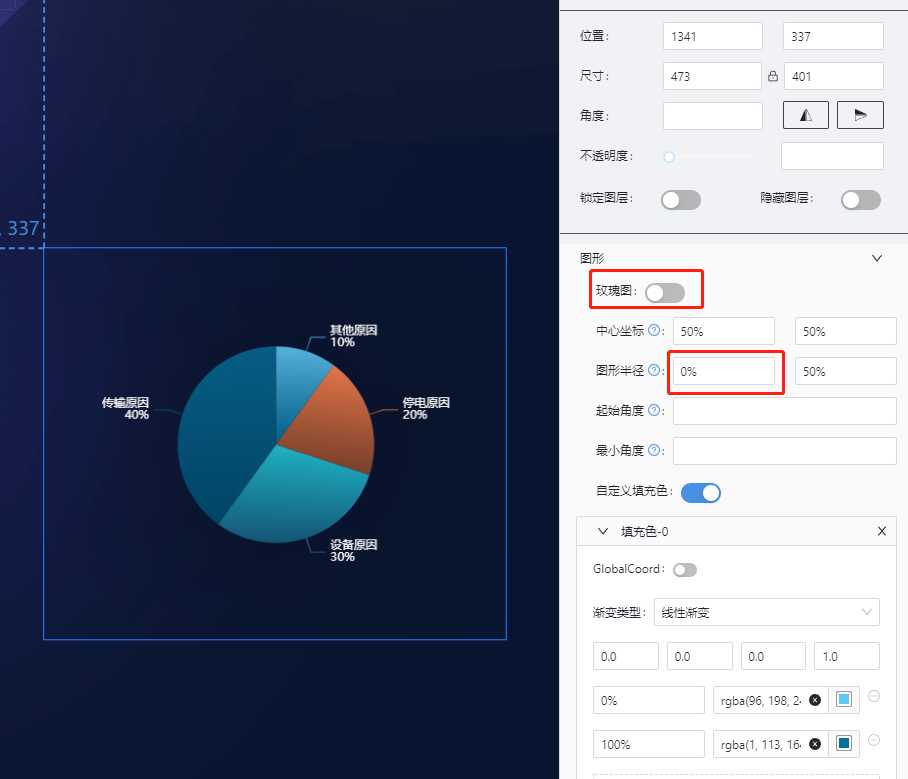 位置: 1341 337
尺寸: 473 401
角度:
不透明度:
锁定图层: 隐藏图层:
, 337
图形
玫瑰图:
中心坐标 ?: 50% 50%
图形半径 ?: 0% 50%
起始角度 ?:
最小角度 ?:
自定义填充色:
其他原因
10%
传输原因
40%
停电原因
20%
设备原因
30%
填充色-0 X
GlobalCoord:
渐变类型: 线性渐变
0.0 0.0 0.0 1.0
0% rgba(96, 198, 2
100% rgba(1, 113, 16